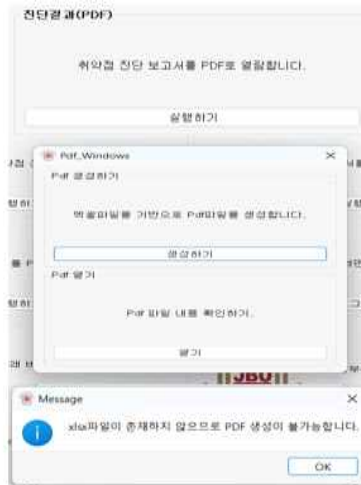 진단결과(PDF)
취약점 진단 보고서를 PDF로 열람합니다.
실행하기
Pdf_Windows
Pdf 생성하기
엑셀파일을 기반으로 Pdf파일을 생성합니다.
생성하기
Pdf 열기
Pdf 파일 내용 확인하기.
열기
JBU
Message
xlsx파일이 존재하지 않으므로 PDF 생성이 불가능합니다.
OK